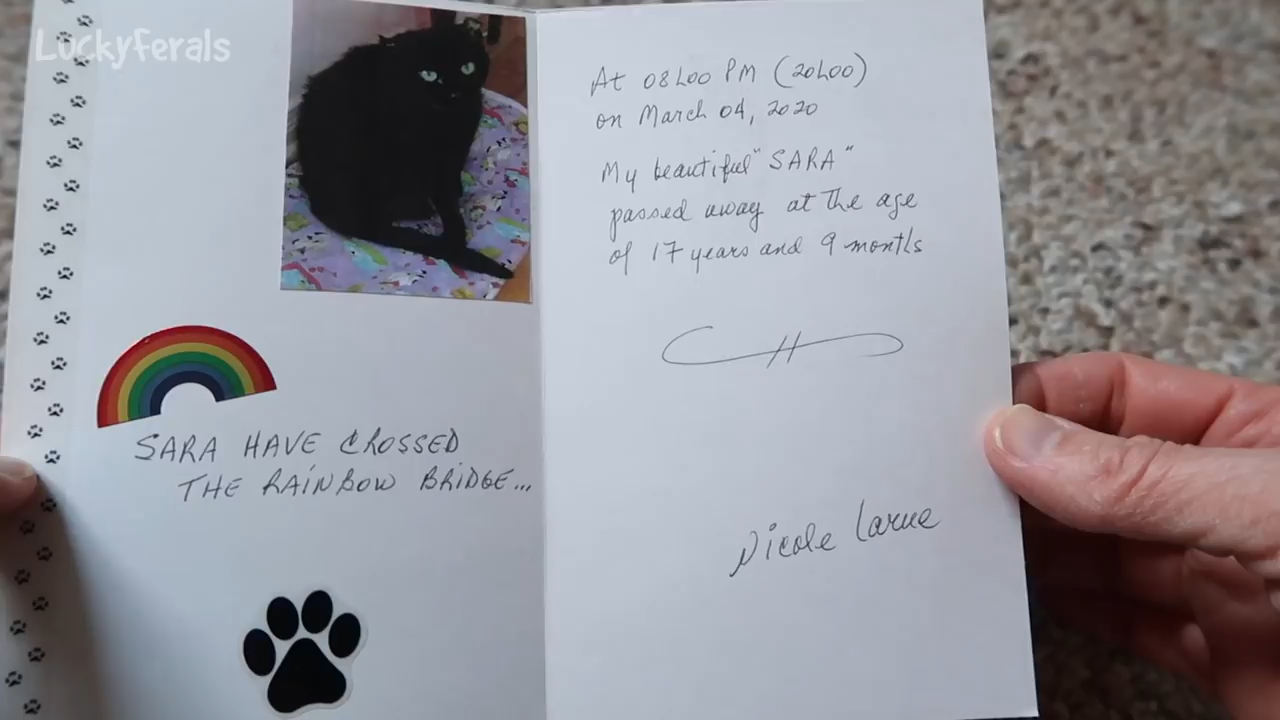 LuckyFerals
SARA HAVE CROSSED
THE RAINBOW BRIDGE...
At 08h00 PM (20h00)
on March 04, 2020
My beautiful "SARA"
passed away at the age
of 17 years and 9 months
Nicole Larue